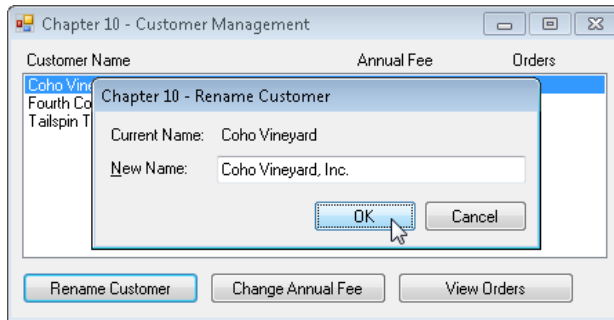 Chapter 10 - Customer Management
Customer Name Annual Fee Orders
Coho
Fourth
Tailspin
Chapter 10 - Rename Customer
Current Name: Coho Vineyard
New Name: Coho Vineyard, Inc.
OK Cancel
Rename Customer Change Annual Fee View Orders